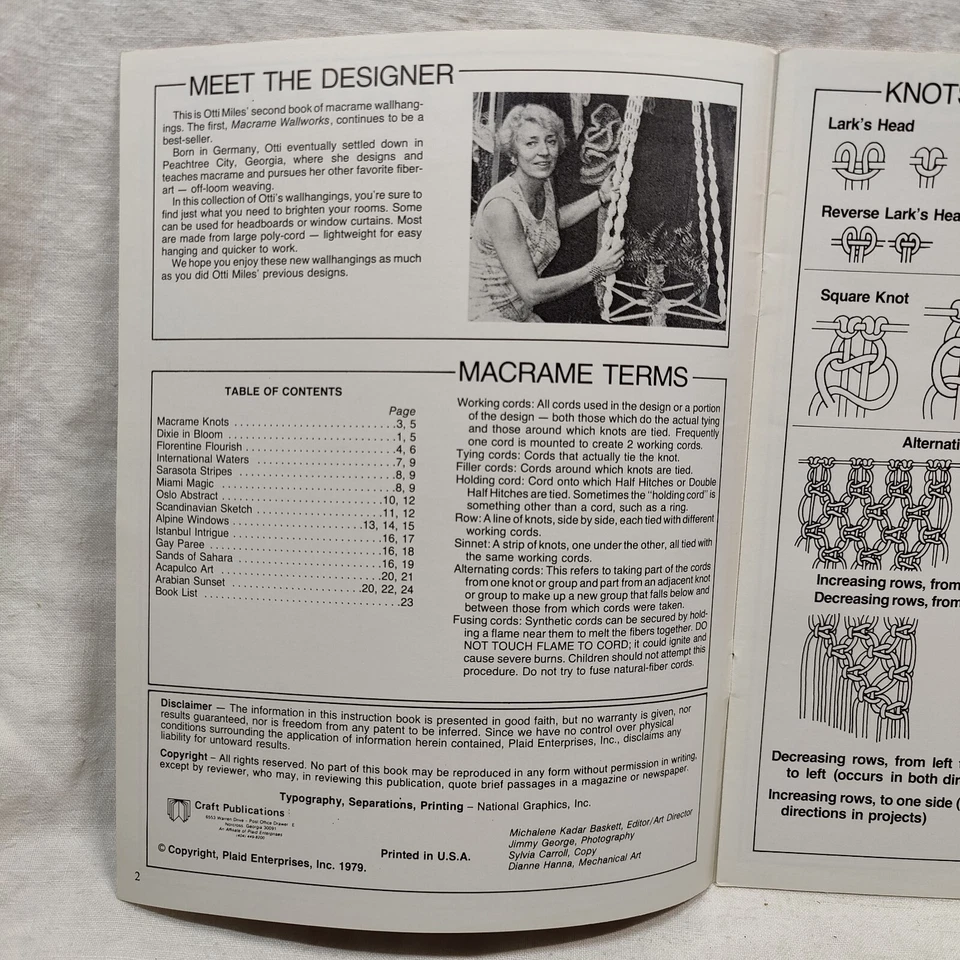 MEET THE DESIGNER
This is Otti Miles' second book of macrame wallhang-
ings. The first, Macrame Wallworks, continues to be a
best-seller.
Born in Germany, Otti eventually settled down in
Peachtree City, Georgia, where she designs and
teaches macrame and pursues her other favorite fiber-
art — off-loom weaving.
In this collection of Otti's wallhangings, you're sure to
find just what you need to brighten your rooms. Some
can be used for headboards or window curtains. Most
are made from large poly-cord — lightweight for easy
hanging and quicker to work.
We hope you enjoy these new wallhangings as much
as you did Otti Miles' previous designs.
TABLE OF CONTENTS
Page
Macrame Knots 3, 5
Dixie in Bloom 1, 5
Florentine Flourish 4, 6
International Waters 7, 9
Sarasota Stripes 8, 9
Miami Magic 8, 9
Oslo Abstract 10, 12
Scandinavian Sketch 11, 12
Alpine Windows 13, 14, 15
Istanbul Intrigue 16, 17
Gay Paree 16, 18
Sands of Sahara 16, 19
Acapulco Art 20, 21
Arabian Sunset 20, 22, 24
Book List 23
MACRAME TERMS
Working cords: All cords used in the design or a portion
of the design — both those which do the actual tying
and those around which knots are tied. Frequently
one cord is mounted to create 2 working cords.
Tying cords: Cords that actually tie the knot.
Filler cords: Cords around which knots are tied.
Holding cord: Cord onto which Half Hitches or Double
Half Hitches are tied. Sometimes the "holding cord" is
something other than a cord, such as a ring.
Row: A line of knots, side by side, each tied with different
working cords.
Sinnet: A strip of knots, one under the other, all tied with
the same working cords.
Alternating cords: This refers to taking part of the cords
from one knot or group and part from an adjacent knot
or group to make up a new group that falls below and
between those from which cords were taken.
Fusing cords: Synthetic cords can be secured by hold-
ing a flame near them to melt the fibers together. DO
NOT TOUCH FLAME TO CORD; it could ignite and
cause severe burns. Children should not attempt this
procedure. Do not try to fuse natural-fiber cords.
Disclaimer — The information in this instruction book is presented in good faith, but no warranty is given, nor
results guaranteed, nor is freedom from any patent to be inferred. Since we have no control over physical
conditions surrounding the application of information herein contained, Plaid Enterprises, Inc., disclaims any
liability for untoward results.
Copyright – All rights reserved. No part of this book may be reproduced in any form without permission in writing,
except by reviewer, who may, in reviewing this publication, quote brief passages in a magazine or newspaper.
Typography, Separations, Printing – National Graphics, Inc.
Craft Publications
6553 Warren Drive - Post Office Drawer E
Norcross, Georgia 30091
An Affiliate of Plaid Enterprises
Michalene Kadar Baskett, Editor/Art Director
Jimmy George, Photography
Sylvia Carroll, Copy
Dianne Hanna, Mechanical Art
© Copyright, Plaid Enterprises, Inc. 1979.
Printed in U.S.A.
2
KNOTS
Lark's Head
Reverse Lark's Hea
Square Knot
Alternati
Increasing rows, from
Decreasing rows, from
Decreasing rows, from left
to left (occurs in both dir
Increasing rows, to one side (
directions in projects)